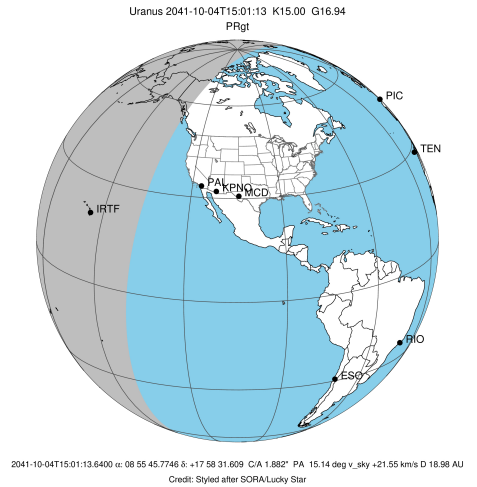 Uranus 2041-10-04T15:01:13 K15.00 G16.94
PRgt
PIC
TEN
PAL
KPNO
MCD
IRTF
RIO
ESO
2041-10-04T15:01:13.6400 α: 08 55 45.7746 δ: +17 58 31.609 C/A 1.882" PA 15.14 deg v_sky +21.55 km/s D 18.98 AU
Credit: Styled after SORA/Lucky Star